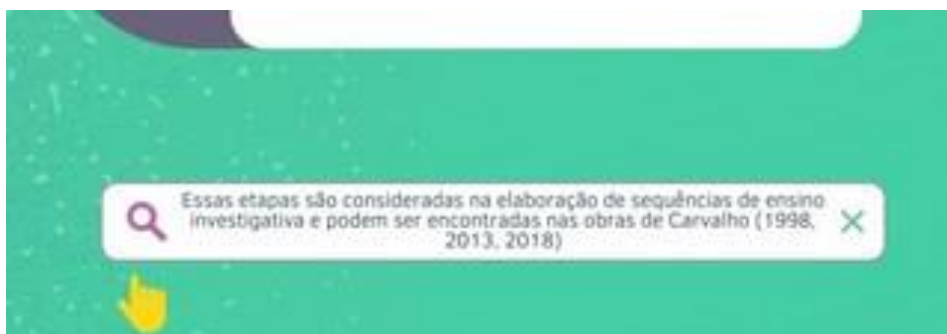 Essas etapas são consideradas na elaboração de sequências de ensino
investigativa e podem ser encontradas nas obras de Carvalho (1998,
2013, 2018)